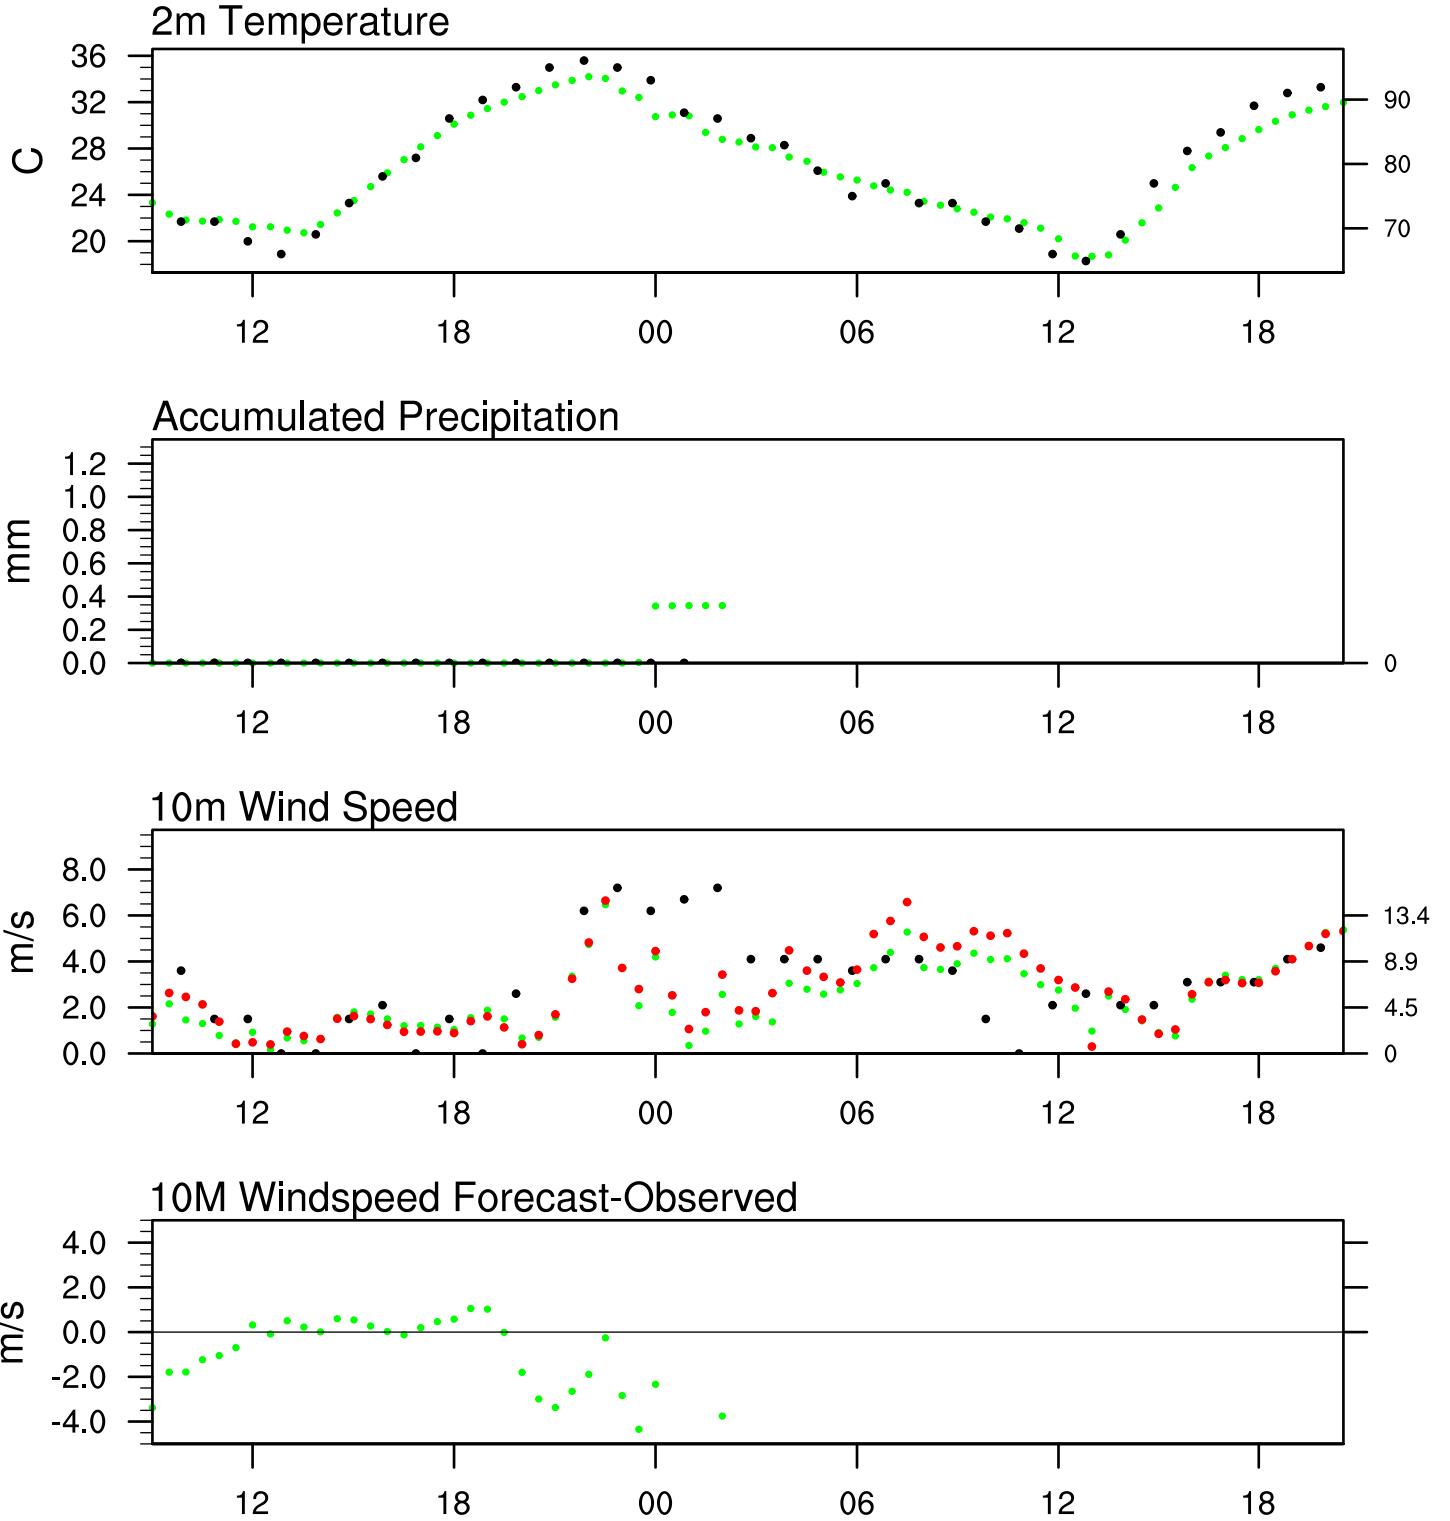 2m Temperature
36
32
28
24
20
C
90
80
70
12 18 00 06 12 18
Accumulated Precipitation
1.2
1.0
0.8
0.6
0.4
0.2
0.0
mm
0
12 18 00 06 12 18
10m Wind Speed
8.0
6.0
4.0
2.0
0.0
m/s
13.4
8.9
4.5
0
12 18 00 06 12 18
10M Windspeed Forecast-Observed
4.0
2.0
0.0
-2.0
-4.0
m/s
12 18 00 06 12 18